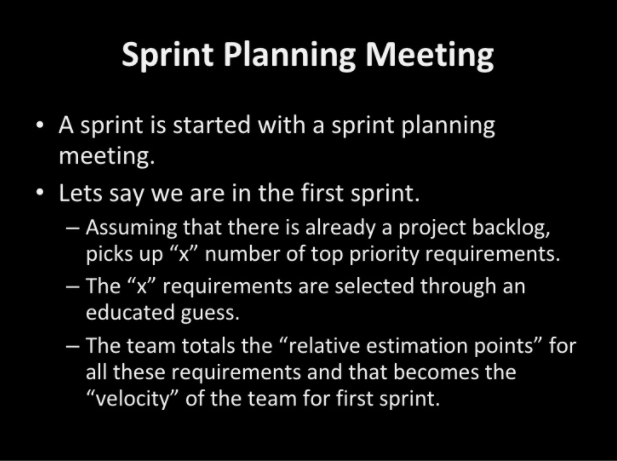 Sprint Planning Meeting
• A sprint is started with a sprint planning
meeting.
• Lets say we are in the first sprint.
– Assuming that there is already a project backlog,
picks up “x” number of top priority requirements.
– The “x” requirements are selected through an
educated guess.
– The team totals the “relative estimation points” for
all these requirements and that becomes the
“velocity” of the team for first sprint.